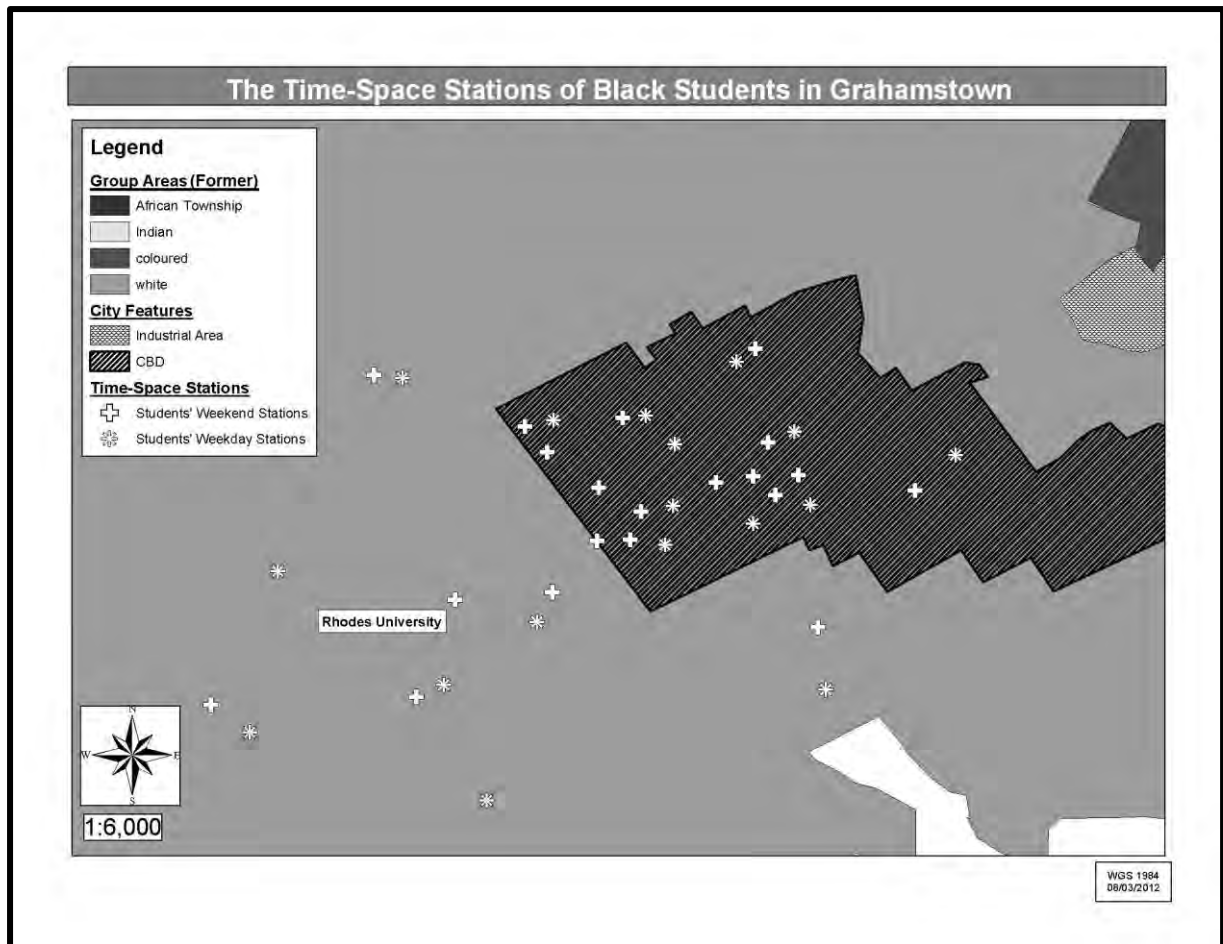 The Time-Space Stations of Black Students in Grahamstown
Legend
Group Areas (Former)
African Township
Indian
coloured
white
City Features
Industrial Area
CBD
Time-Space Stations
Students' Weekend Stations
Students' Weekday Stations
Rhodes University
N
W
E
S
1:6,000
WGS 1984
08/03/2012